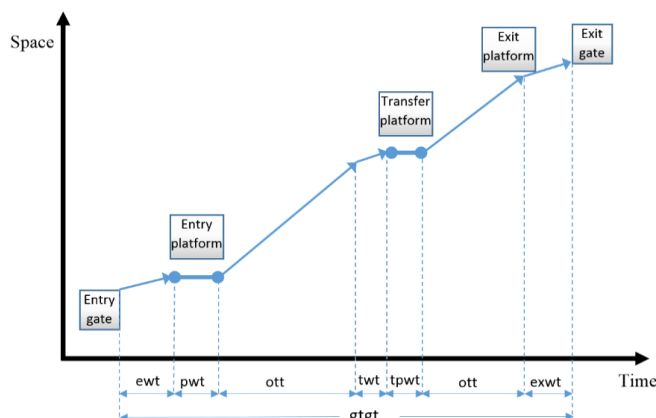 Space
Exit
platform
Exit
gate
Transfer
platform
Entry
platform
Entry
gate
Time
ewt
pwt
ott
twt
tpwt
ott
exwt
gtgt